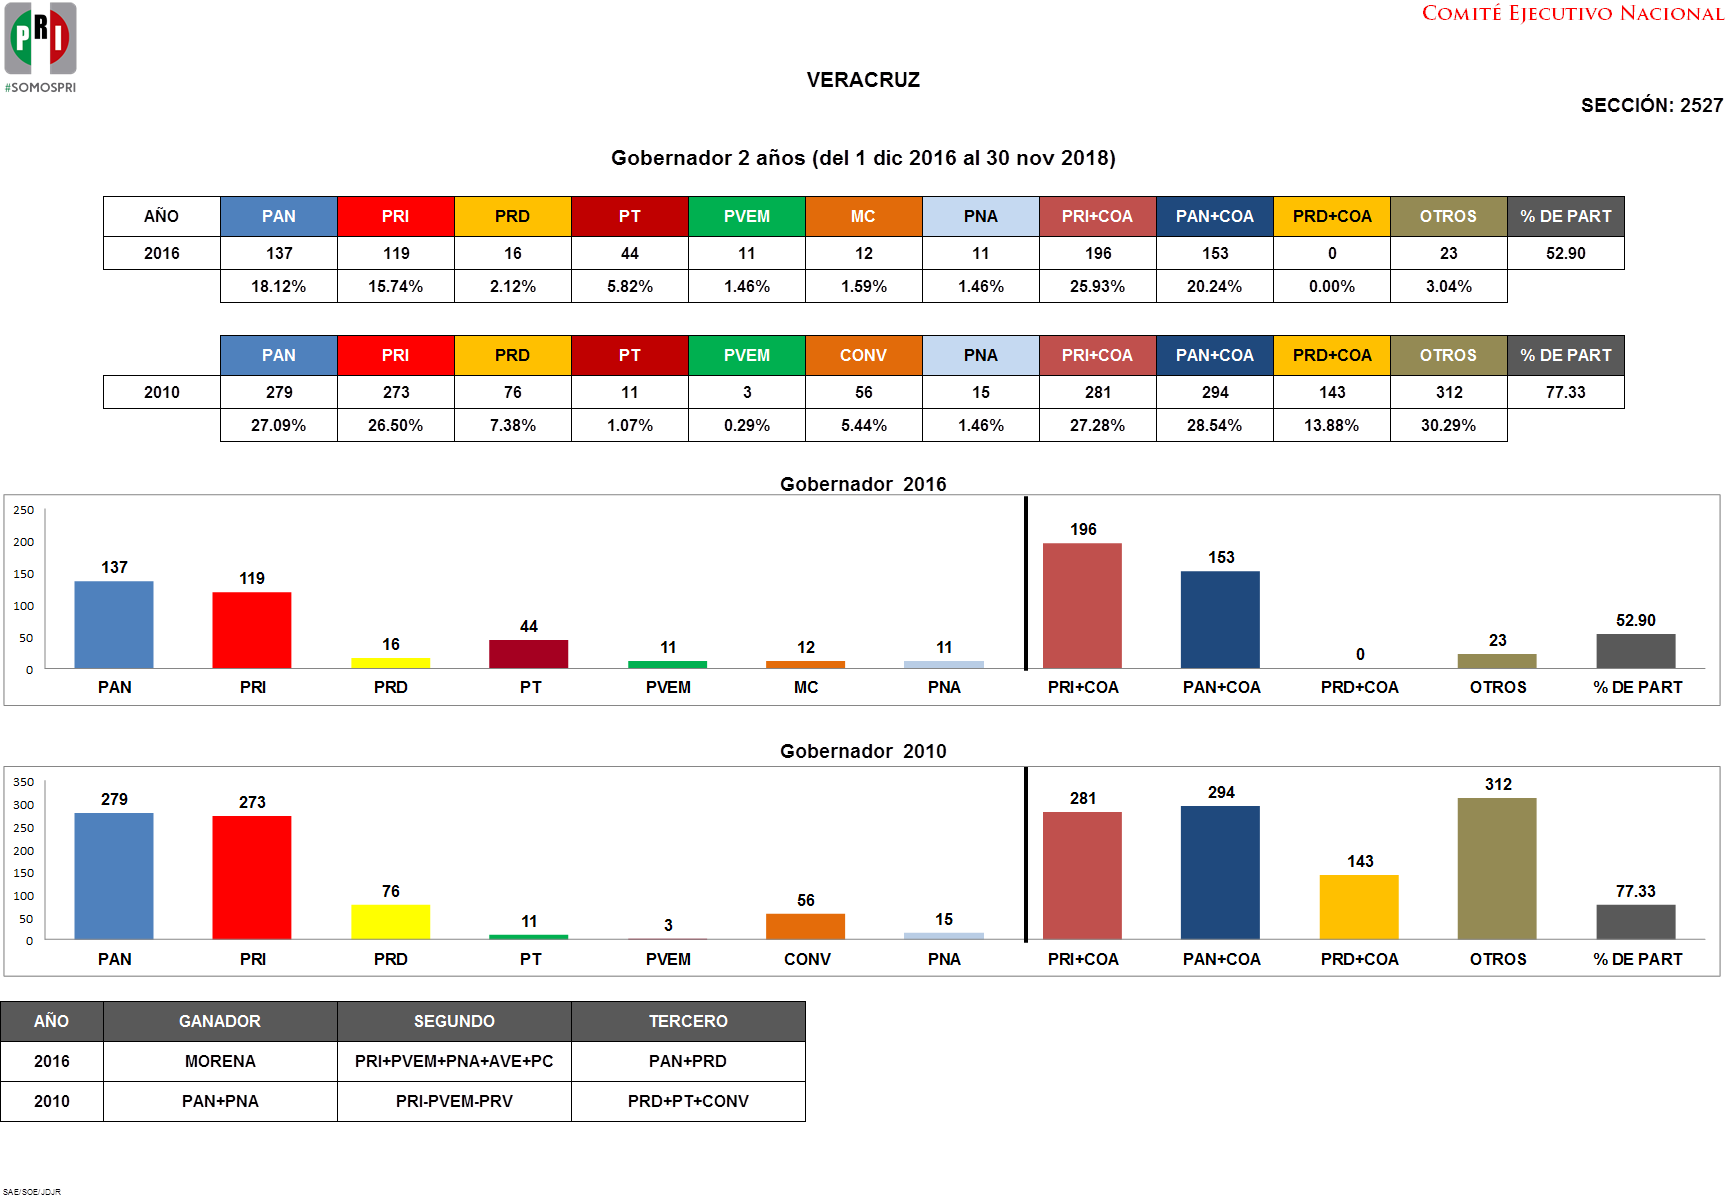 COMITÉ EJECUTIVO NACIONAL
PRI
#SOMOSPRI
VERACRUZ
SECCIÓN: 2527
Gobernador 2 años (del 1 dic 2016 al 30 nov 2018)
AÑO PAN PRI PRD PT PVEM MC PNA PRI+COA PAN+COA PRD+COA OTROS % DE PART
2016 137 119 16 44 11 12 11 196 153 0 23 52.90
18.12% 15.74% 2.12% 5.82% 1.46% 1.59% 1.46% 25.93% 20.24% 0.00% 3.04%
PAN PRI PRD PT PVEM CONV PNA PRI+COA PAN+COA PRD+COA OTROS % DE PART
2010 279 273 76 11 3 56 15 281 294 143 312 77.33
27.09% 26.50% 7.38% 1.07% 0.29% 5.44% 1.46% 27.28% 28.54% 13.88% 30.29%
Gobernador 2016
250
200
150
100
50
0
137 119 16 44 11 12 11 196 153 0 23 52.90
PAN PRI PRD PT PVEM MC PNA PRI+COA PAN+COA PRD+COA OTROS % DE PART
Gobernador 2010
350
300
250
200
150
100
50
0
279 273 76 11 3 56 15 281 294 143 312 77.33
PAN PRI PRD PT PVEM CONV PNA PRI+COA PAN+COA PRD+COA OTROS % DE PART
AÑO GANADOR SEGUNDO TERCERO
2016 MORENA PRI+PVEM+PNA+AVE+PC PAN+PRD
2010 PAN+PNA PRI-PVEM-PRV PRD+PT+CONV
SAE/SOE/JDJR